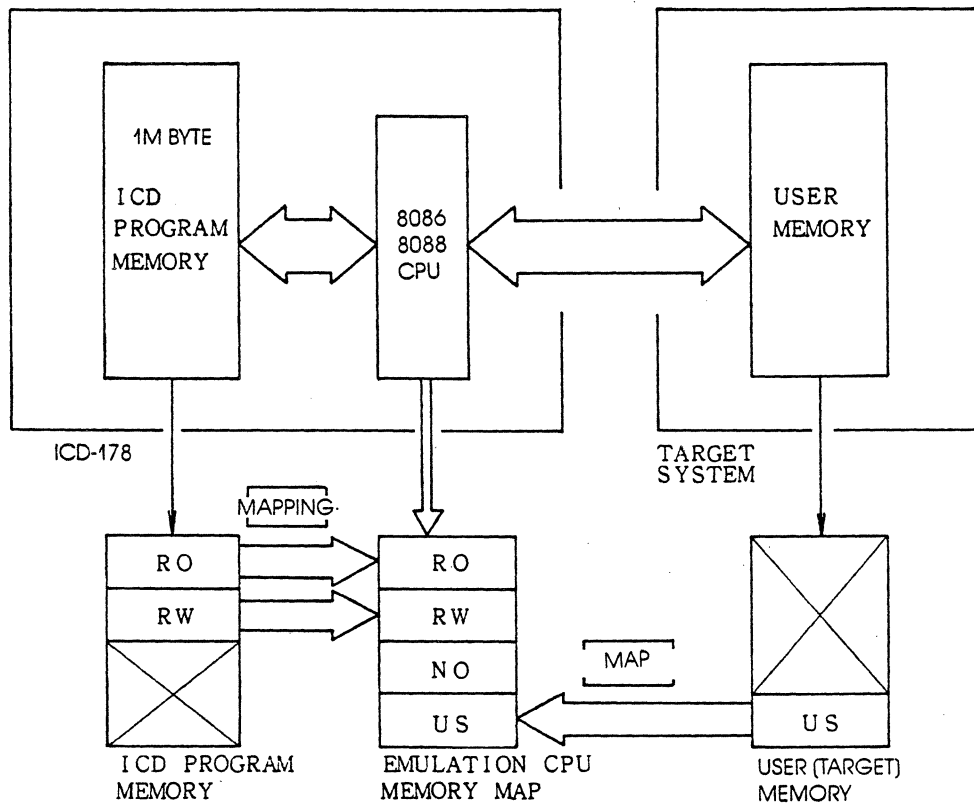 1M BYTE
ICD
PROGRAM
MEMORY
8086
8088
CPU
USER
MEMORY
ICD-178
TARGET
SYSTEM
MAPPING
RO
RW
RO
RW
NO
US
MAP
US
ICD PROGRAM
MEMORY
EMULATION CPU
MEMORY MAP
USER (TARGET)
MEMORY